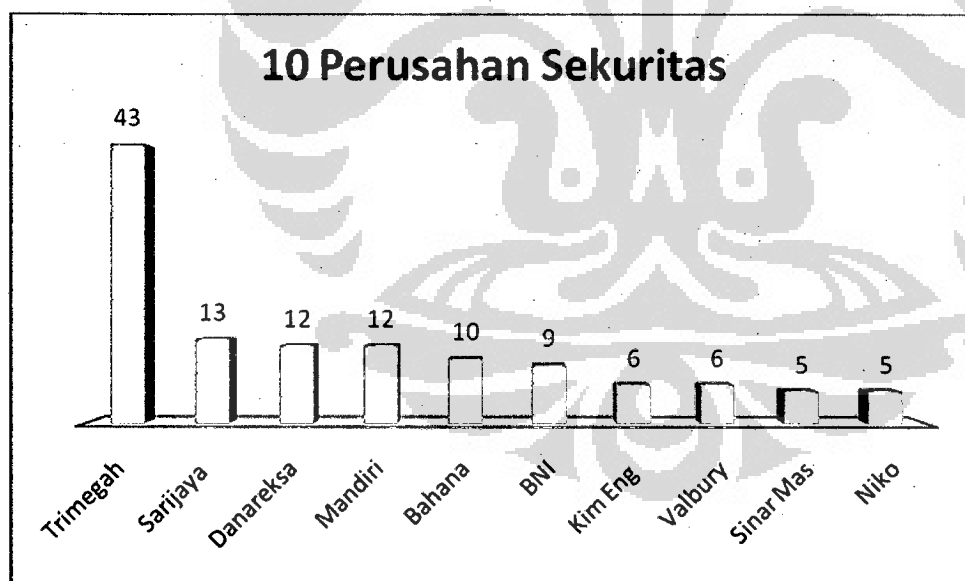 10 Perusahan Sekuritas
43
13
12
12
10
9
6
6
5
5
Trimegah
Sarijaya
Danareksa
Mandiri
Bahana
BNI
Kim Eng
Valbury
Sinar Mas
Niko